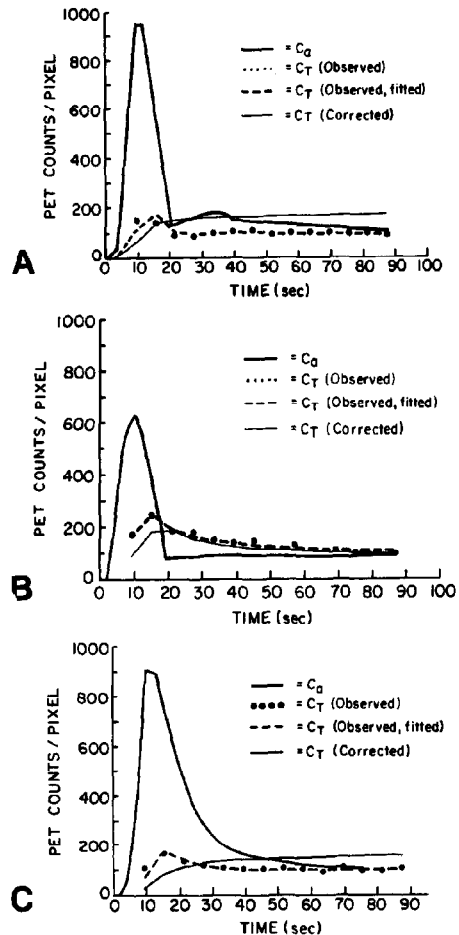 1000
800
600
400
200
0
PET COUNTS / PIXEL
= Ca
= CT (Observed)
= CT (Observed, fitted)
= CT (Corrected)
0 10 20 30 40 50 60 70 80 90 100
TIME (sec)
A
1000
800
600
400
200
0
PET COUNTS / PIXEL
= Ca
= CT (Observed)
= CT (Observed, fitted)
= CT (Corrected)
0 10 20 30 40 50 60 70 80 90 100
TIME (sec)
B
1000
800
600
400
200
0
PET COUNTS / PIXEL
= Ca
= CT (Observed)
= CT (Observed, fitted)
= CT (Corrected)
0 10 20 30 40 50 60 70 80 90
TIME (sec)
C